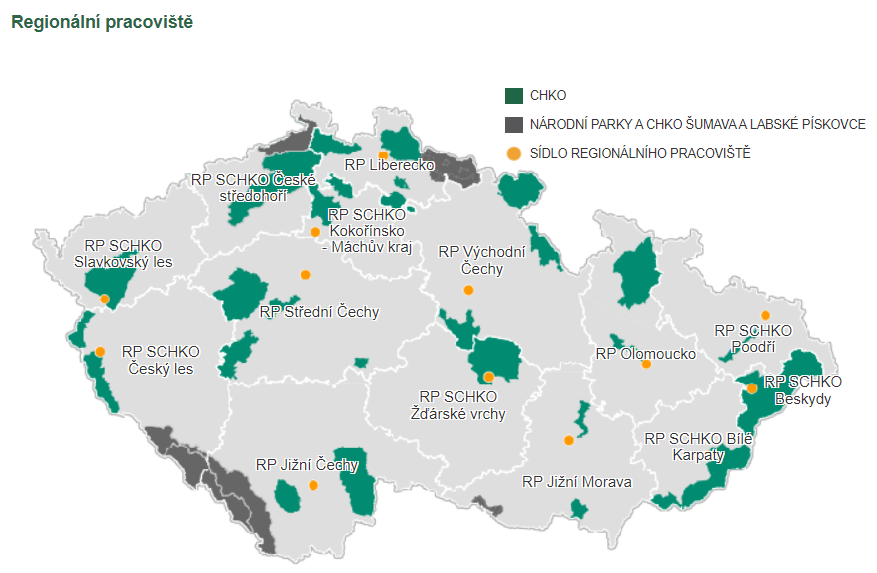 Regionální pracoviště
CHKO
NÁRODNÍ PARKY A CHKO ŠUMAVA A LABSKÉ PÍSKOVCE
SÍDLO REGIONÁLNÍHO PRACOVIŠTĚ
RP Liberecko
RP SCHKO České
středohoří
RP SCHKO
Kokořínsko
- Máchův kraj
RP SCHKO
Slavkovský les
RP Východní
Čechy
RP Střední Čechy
RP SCHKO
Poodří
RP SCHKO
Český les
RP Olomoucko
RP SCHKO
Beskydy
RP SCHKO
Žďárské vrchy
RP SCHKO Bílé
Karpaty
RP Jižní Čechy
RP Jižní Morava